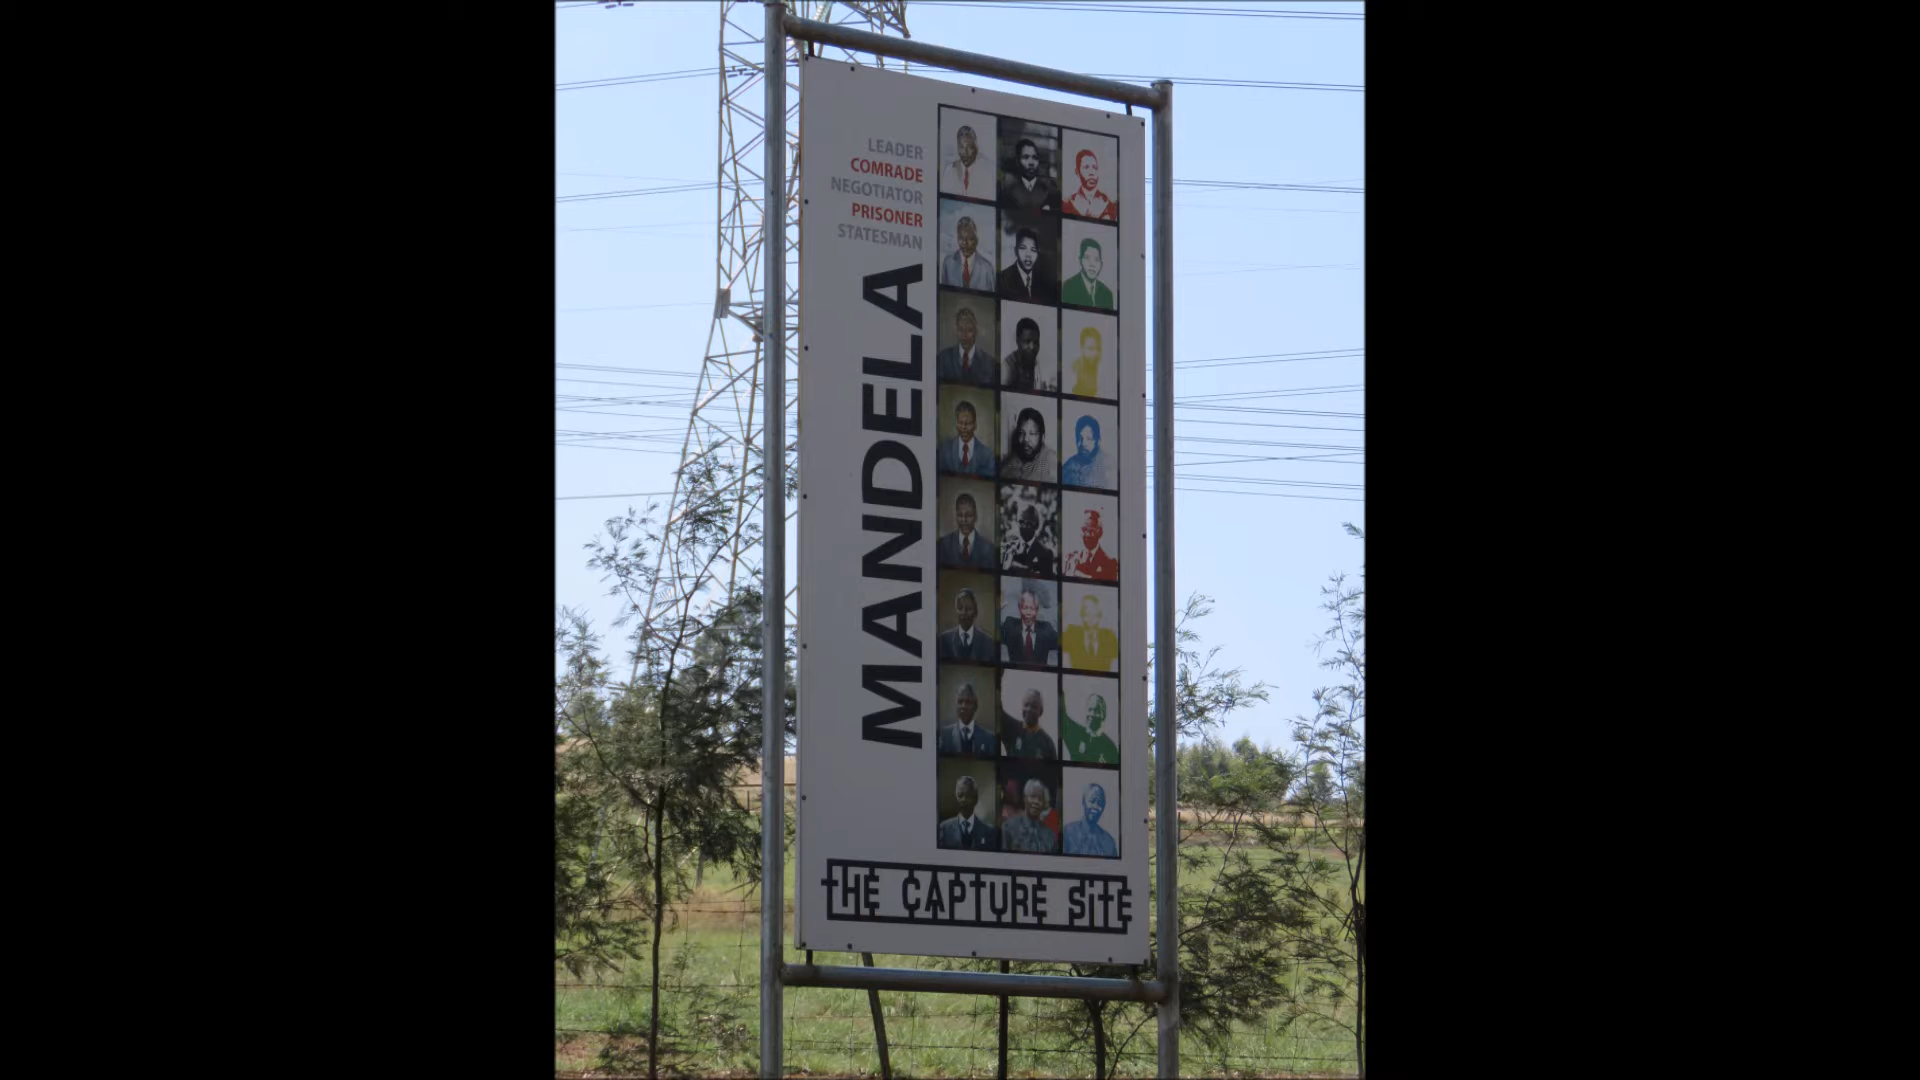 LEADER
COMRADE
NEGOTIATOR
PRISONER
STATESMAN
MANDELA
tHE CAPtURE SitE